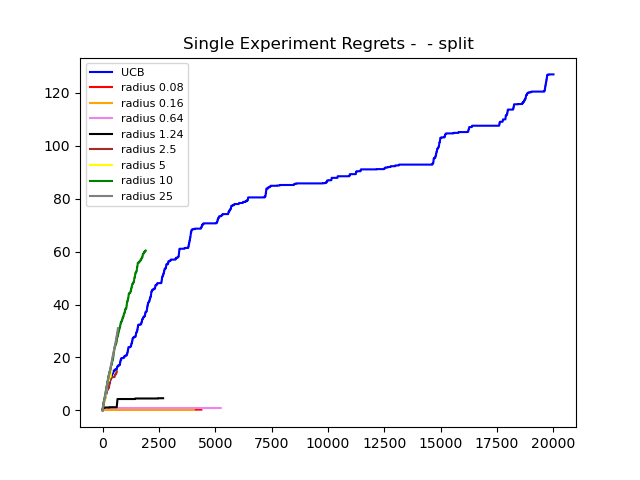 Single Experiment Regrets -  - split
UCB
radius 0.08
radius 0.16
radius 0.64
radius 1.24
radius 2.5
radius 5
radius 10
radius 25
120
100
80
60
40
20
0
0 2500 5000 7500 10000 12500 15000 17500 20000